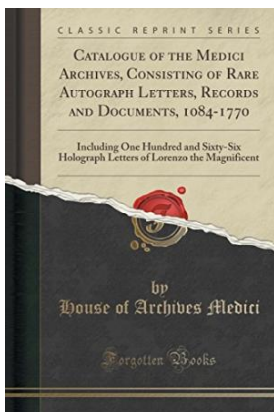 CLASSIC REPRINT SERIES
CATALOGUE OF THE MEDICI
ARCHIVES, CONSISTING OF RARE
AUTOGRAPH LETTERS, RECORDS
AND DOCUMENTS, 1084-1770
Including One Hundred and Sixty-Six
Holograph Letters of Lorenzo the Magnificent
by
House of Archives Medici
Forgotten Books